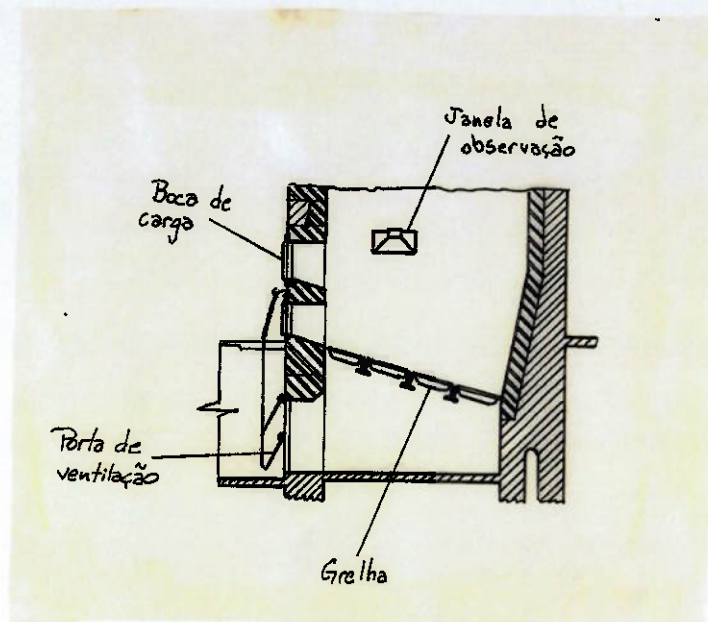 Janela de
observação
Boca de
carga
Porta de
ventilação
Grelha